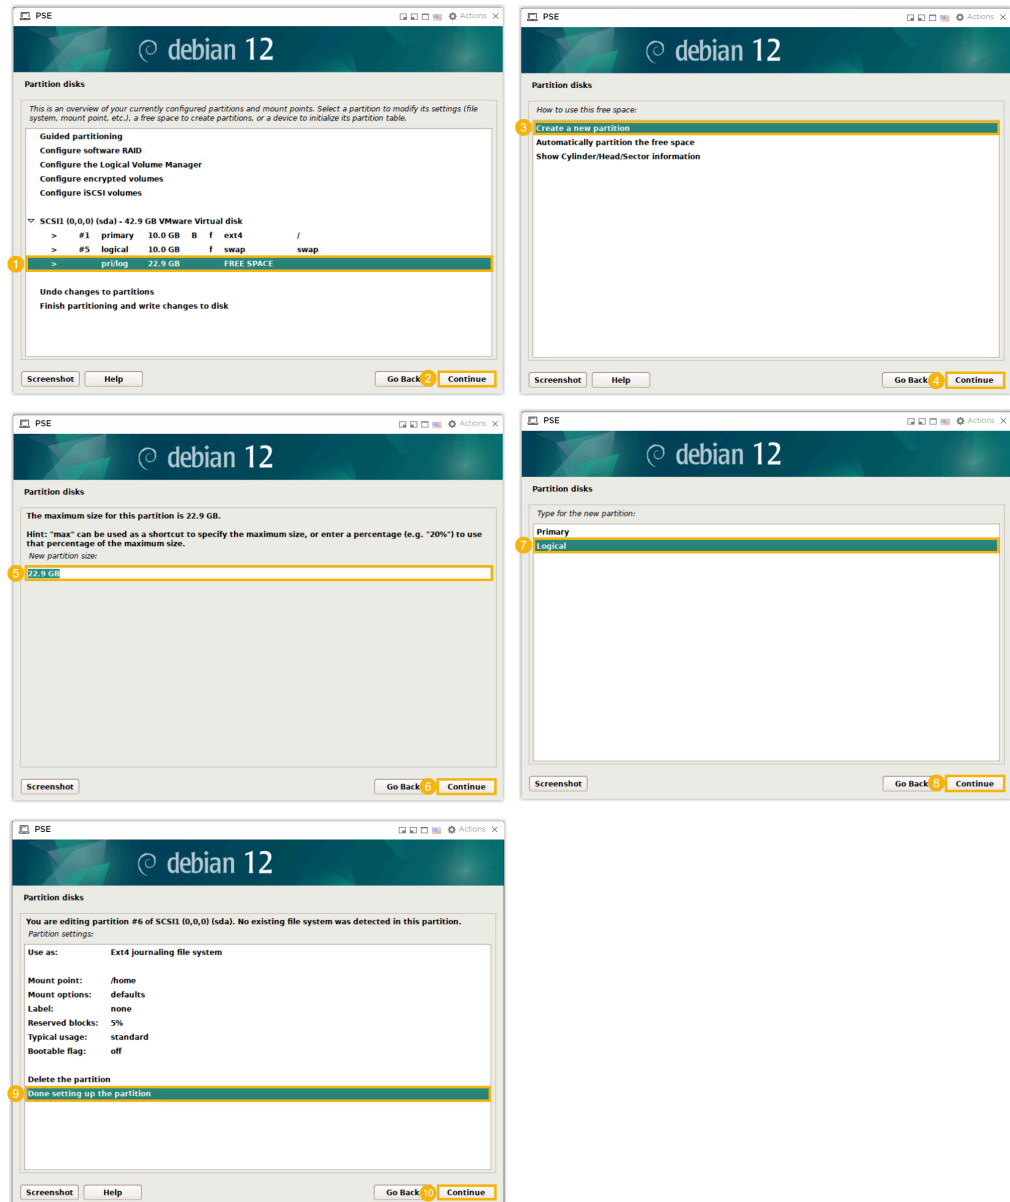 PSE
Actions
debian 12
Partition disks
This is an overview of your currently configured partitions and mount points. Select a partition to modify its settings (file
system, mount point, etc.), a free space to create partitions, or a device to initialize its partition table.
Guided partitioning
Configure software RAID
Configure the Logical Volume Manager
Configure encrypted volumes
Configure iSCSI volumes
SCSI1 (0,0,0) (sda) - 42.9 GB VMware Virtual disk
> #1 primary 10.0 GB B f ext4 /
> #5 logical 10.0 GB f swap swap
1 > pri/log 22.9 GB FREE SPACE
Undo changes to partitions
Finish partitioning and write changes to disk
Screenshot Help Go Back 2 Continue
PSE
Actions
debian 12
Partition disks
How to use this free space:
3 Create a new partition
Automatically partition the free space
Show Cylinder/Head/Sector information
Screenshot Help Go Back 4 Continue
PSE
Actions
debian 12
Partition disks
The maximum size for this partition is 22.9 GB.
Hint: "max" can be used as a shortcut to specify the maximum size, or enter a percentage (e.g. "20%") to use
that percentage of the maximum size.
New partition size:
5 22.9 GB
Screenshot Go Back 6 Continue
PSE
Actions
debian 12
Partition disks
Type for the new partition:
Primary
7 Logical
Screenshot Go Back 8 Continue
PSE
Actions
debian 12
Partition disks
You are editing partition #6 of SCSI1 (0,0,0) (sda). No existing file system was detected in this partition.
Partition settings:
Use as: Ext4 journaling file system
Mount point: /home
Mount options: defaults
Label: none
Reserved blocks: 5%
Typical usage: standard
Bootable flag: off
Delete the partition
9 Done setting up the partition
Screenshot Help Go Back 10 Continue